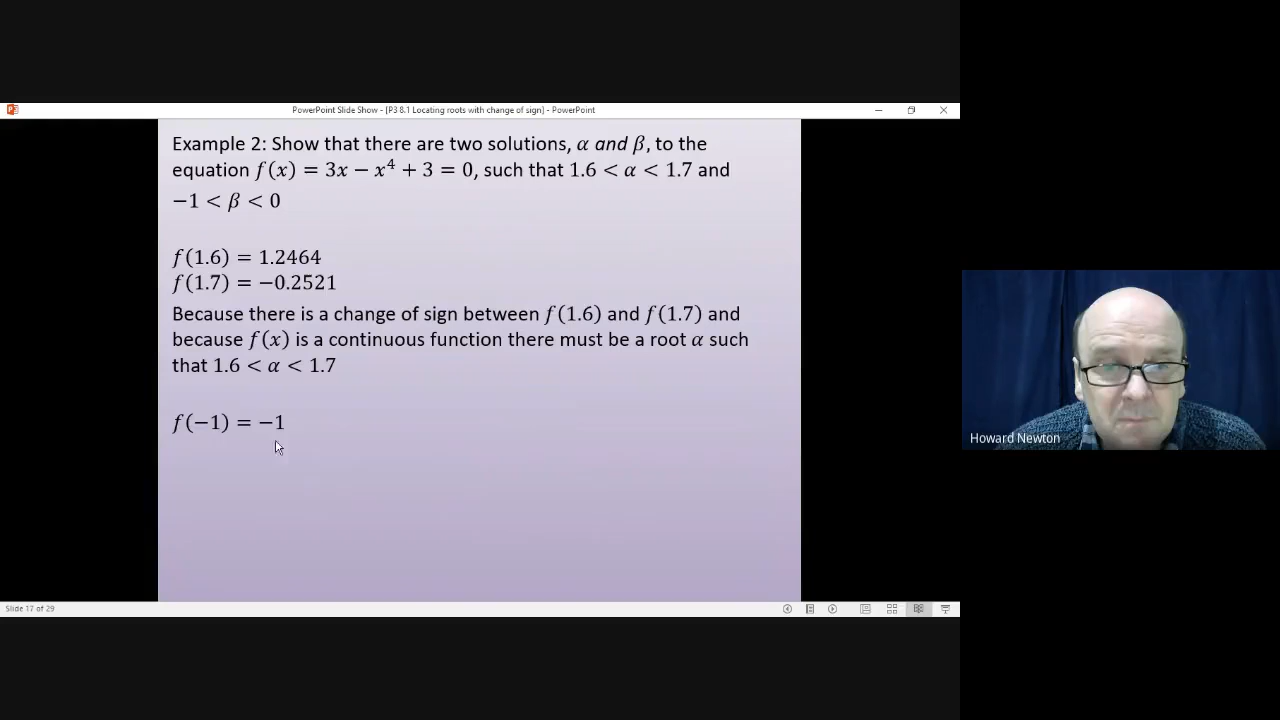 PowerPoint Slide Show - [P3 8.1 Locating roots with change of sign] - PowerPoint
Example 2: Show that there are two solutions, α and β, to the
equation f(x) = 3x − x⁴ + 3 = 0, such that 1.6 < α < 1.7 and
−1 < β < 0
f(1.6) = 1.2464
f(1.7) = −0.2521
Because there is a change of sign between f(1.6) and f(1.7) and
because f(x) is a continuous function there must be a root α such
that 1.6 < α < 1.7
f(−1) = −1
Howard Newton
Slide 17 of 29